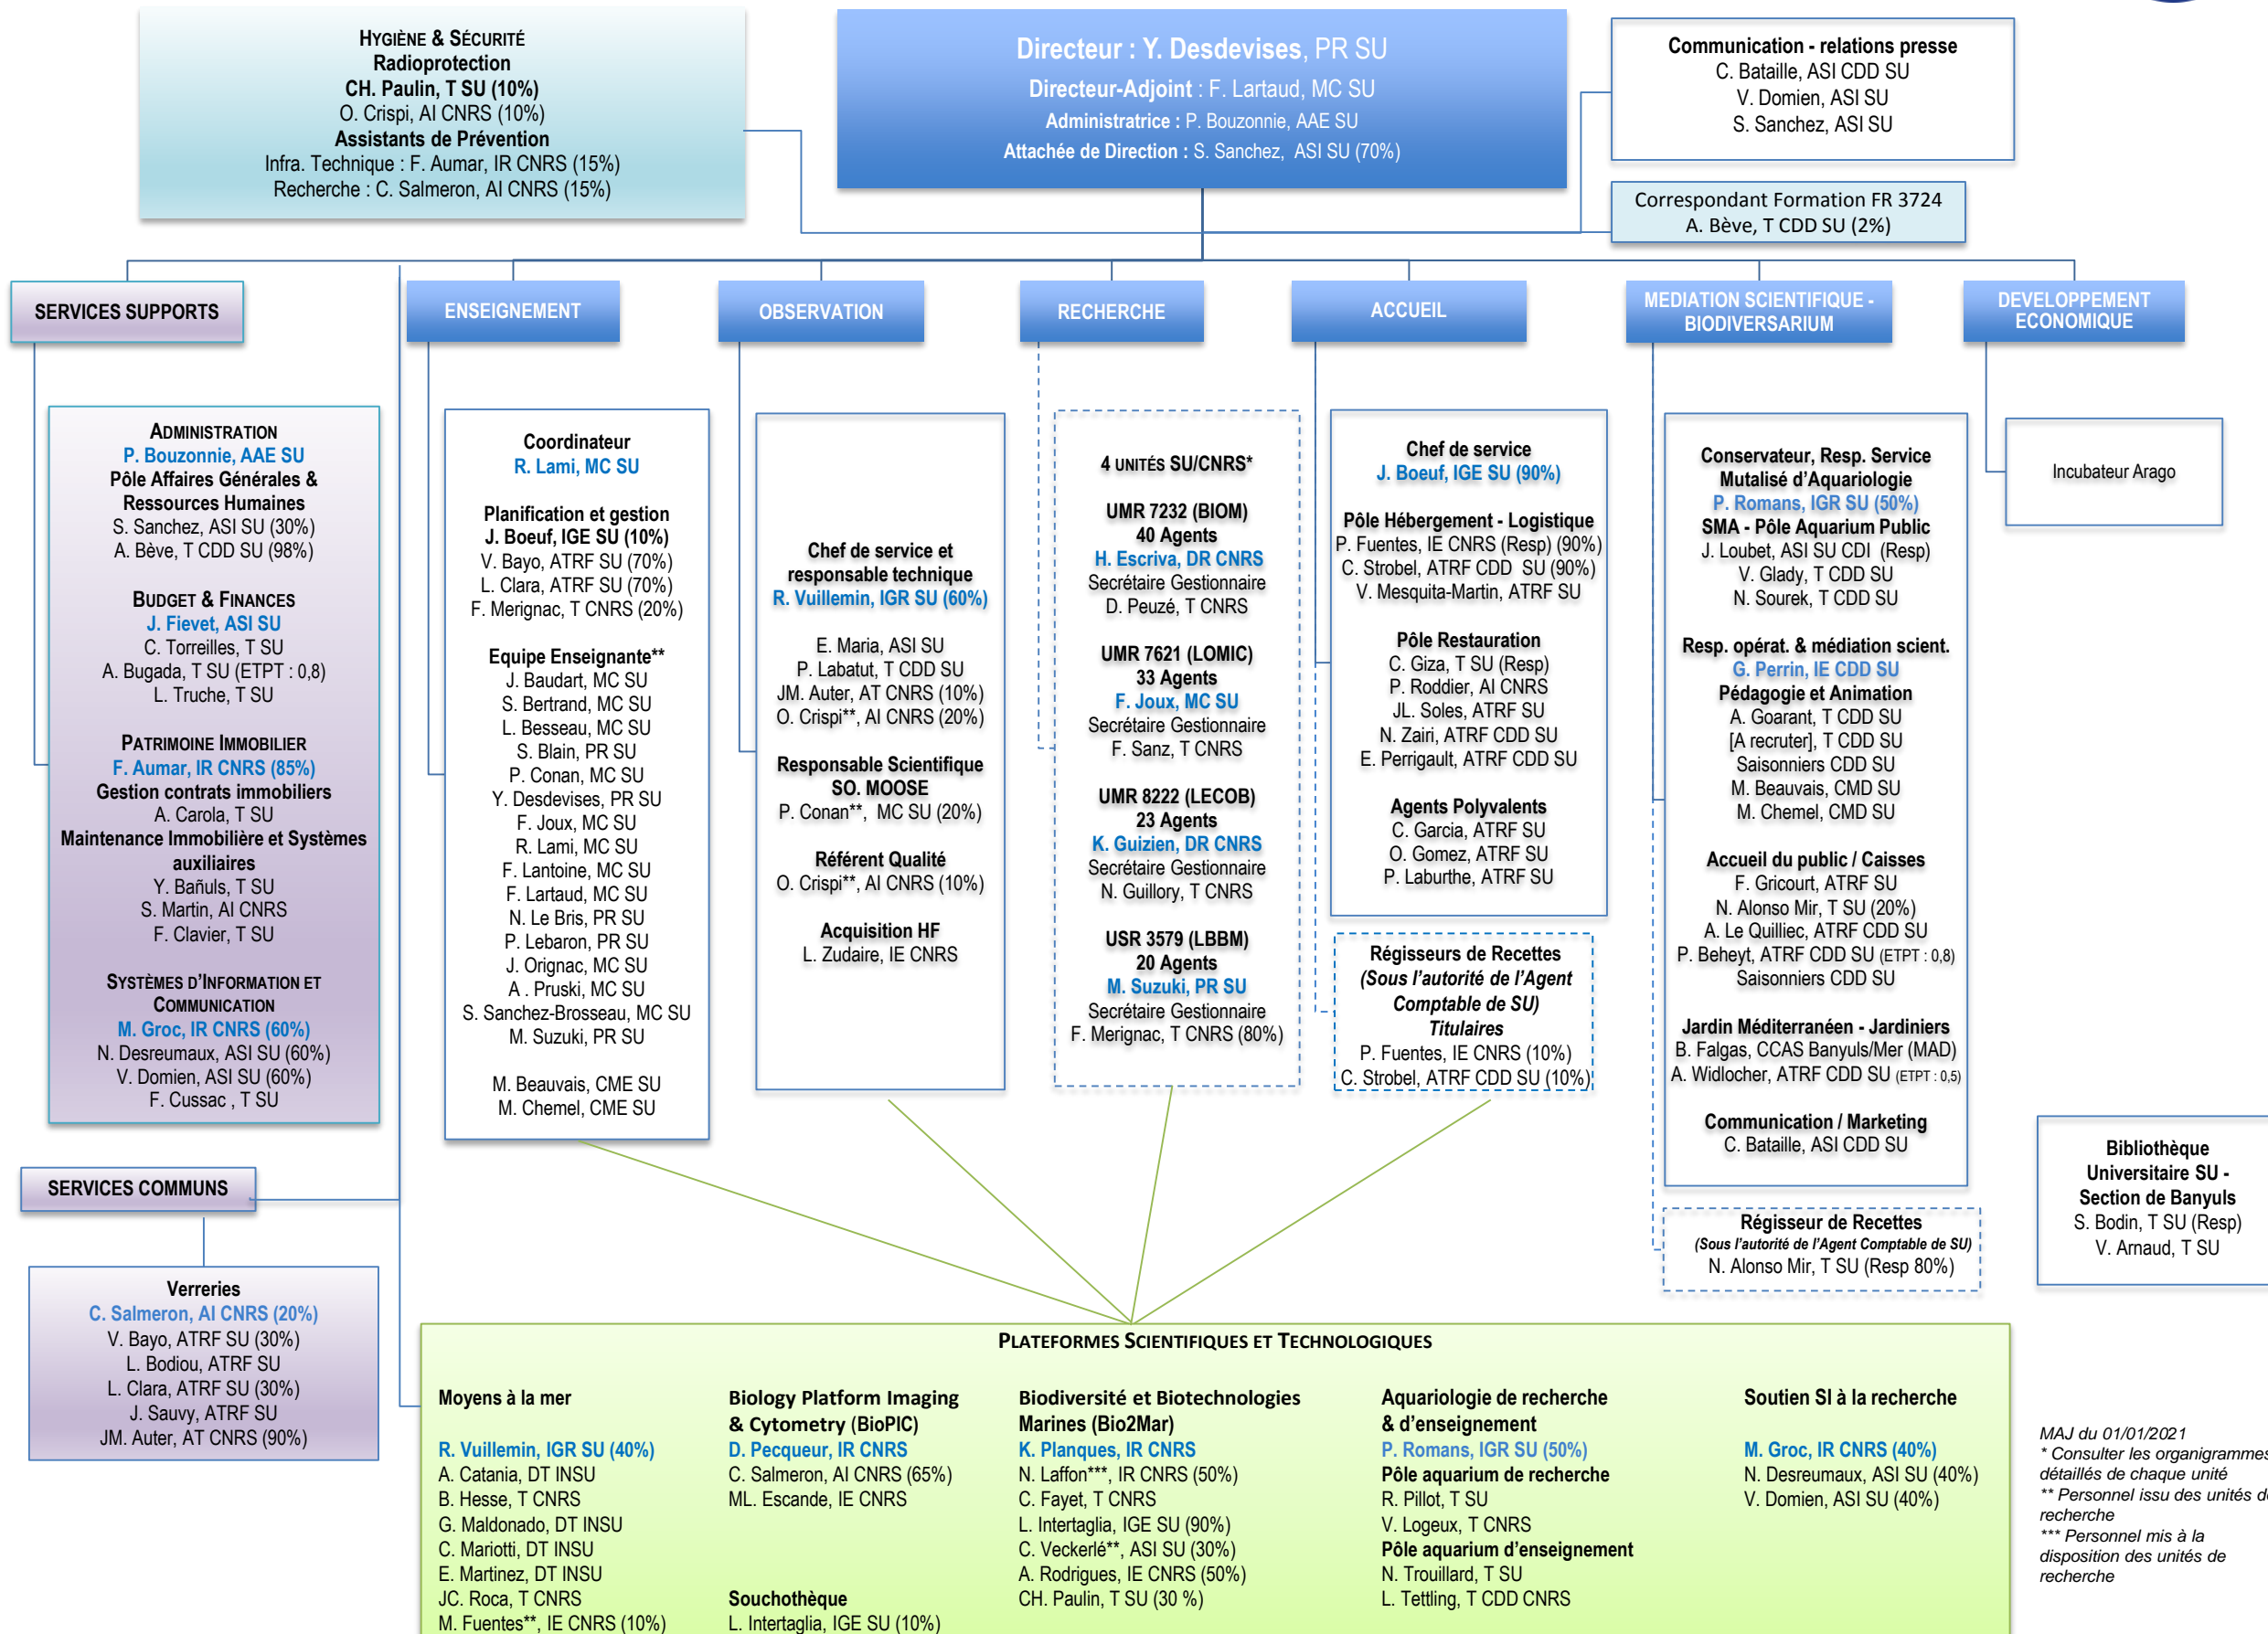 HYGIÈNE & SÉCURITÉ
Radioprotection
CH. Paulin, T SU (10%)
O. Crispi, AI CNRS (10%)
Assistants de Prévention
Infra. Technique : F. Aumar, IR CNRS (15%)
Recherche : C. Salmeron, AI CNRS (15%)
Directeur : Y. Desdevises, PR SU
Directeur-Adjoint : F. Lartaud, MC SU
Administratrice : P. Bouzonnie, AAE SU
Attachée de Direction : S. Sanchez, ASI SU (70%)
Communication - relations presse
C. Bataille, ASI CDD SU
V. Domien, ASI SU
S. Sanchez, ASI SU
Correspondant Formation FR 3724
A. Bève, T CDD SU (2%)
SERVICES SUPPORTS
ENSEIGNEMENT
OBSERVATION
RECHERCHE
ACCUEIL
MEDIATION SCIENTIFIQUE -
BIODIVERSARIUM
DEVELOPPEMENT
ECONOMIQUE
ADMINISTRATION
P. Bouzonnie, AAE SU
Pôle Affaires Générales &
Ressources Humaines
S. Sanchez, ASI SU (30%)
A. Bève, T CDD SU (98%)
BUDGET & FINANCES
J. Fievet, ASI SU
C. Torreilles, T SU
A. Bugada, T SU (ETPT : 0,8)
L. Truche, T SU
PATRIMOINE IMMOBILIER
F. Aumar, IR CNRS (85%)
Gestion contrats immobiliers
A. Carola, T SU
Maintenance Immobilière et Systèmes
auxiliaires
Y. Bañuls, T SU
S. Martin, AI CNRS
F. Clavier, T SU
SYSTÈMES D'INFORMATION ET
COMMUNICATION
M. Groc, IR CNRS (60%)
N. Desreumaux, ASI SU (60%)
V. Domien, ASI SU (60%)
F. Cussac , T SU
Coordinateur
R. Lami, MC SU
Planification et gestion
J. Boeuf, IGE SU (10%)
V. Bayo, ATRF SU (70%)
L. Clara, ATRF SU (70%)
F. Merignac, T CNRS (20%)
Equipe Enseignante**
J. Baudart, MC SU
S. Bertrand, MC SU
L. Besseau, MC SU
S. Blain, PR SU
P. Conan, MC SU
Y. Desdevises, PR SU
F. Joux, MC SU
R. Lami, MC SU
F. Lantoine, MC SU
F. Lartaud, MC SU
N. Le Bris, PR SU
P. Lebaron, PR SU
J. Orignac, MC SU
A . Pruski, MC SU
S. Sanchez-Brosseau, MC SU
M. Suzuki, PR SU
M. Beauvais, CME SU
M. Chemel, CME SU
Chef de service et
responsable technique
R. Vuillemin, IGR SU (60%)
E. Maria, ASI SU
P. Labatut, T CDD SU
JM. Auter, AT CNRS (10%)
O. Crispi**, AI CNRS (20%)
Responsable Scientifique
SO. MOOSE
P. Conan**, MC SU (20%)
Référent Qualité
O. Crispi**, AI CNRS (10%)
Acquisition HF
L. Zudaire, IE CNRS
4 UNITÉS SU/CNRS*
UMR 7232 (BIOM)
40 Agents
H. Escriva, DR CNRS
Secrétaire Gestionnaire
D. Peuzé, T CNRS
UMR 7621 (LOMIC)
33 Agents
F. Joux, MC SU
Secrétaire Gestionnaire
F. Sanz, T CNRS
UMR 8222 (LECOB)
23 Agents
K. Guizien, DR CNRS
Secrétaire Gestionnaire
N. Guillory, T CNRS
USR 3579 (LBBM)
20 Agents
M. Suzuki, PR SU
Secrétaire Gestionnaire
F. Merignac, T CNRS (80%)
Chef de service
J. Boeuf, IGE SU (90%)
Pôle Hébergement - Logistique
P. Fuentes, IE CNRS (Resp) (90%)
C. Strobel, ATRF CDD SU (90%)
V. Mesquita-Martin, ATRF SU
Pôle Restauration
C. Giza, T SU (Resp)
P. Roddier, AI CNRS
JL. Soles, ATRF SU
N. Zairi, ATRF CDD SU
E. Perrigault, ATRF CDD SU
Agents Polyvalents
C. Garcia, ATRF SU
O. Gomez, ATRF SU
P. Laburthe, ATRF SU
Régisseurs de Recettes
(Sous l'autorité de l'Agent
Comptable de SU)
Titulaires
P. Fuentes, IE CNRS (10%)
C. Strobel, ATRF CDD SU (10%)
Conservateur, Resp. Service
Mutalisé d'Aquariologie
P. Romans, IGR SU (50%)
SMA - Pôle Aquarium Public
J. Loubet, ASI SU CDI (Resp)
V. Glady, T CDD SU
N. Sourek, T CDD SU
Resp. opérat. & médiation scient.
G. Perrin, IE CDD SU
Pédagogie et Animation
A. Goarant, T CDD SU
[A recruter], T CDD SU
Saisonniers CDD SU
M. Beauvais, CMD SU
M. Chemel, CMD SU
Accueil du public / Caisses
F. Gricourt, ATRF SU
N. Alonso Mir, T SU (20%)
A. Le Quilliec, ATRF CDD SU
P. Beheyt, ATRF CDD SU (ETPT : 0,8)
Saisonniers CDD SU
Jardin Méditerranéen - Jardiniers
B. Falgas, CCAS Banyuls/Mer (MAD)
A. Widlocher, ATRF CDD SU (ETPT : 0,5)
Communication / Marketing
C. Bataille, ASI CDD SU
Régisseur de Recettes
(Sous l'autorité de l'Agent Comptable de SU)
N. Alonso Mir, T SU (Resp 80%)
Incubateur Arago
Bibliothèque
Universitaire SU -
Section de Banyuls
S. Bodin, T SU (Resp)
V. Arnaud, T SU
SERVICES COMMUNS
Verreries
C. Salmeron, AI CNRS (20%)
V. Bayo, ATRF SU (30%)
L. Bodiou, ATRF SU
L. Clara, ATRF SU (30%)
J. Sauvy, ATRF SU
JM. Auter, AT CNRS (90%)
PLATEFORMES SCIENTIFIQUES ET TECHNOLOGIQUES
Moyens à la mer
R. Vuillemin, IGR SU (40%)
A. Catania, DT INSU
B. Hesse, T CNRS
G. Maldonado, DT INSU
C. Mariotti, DT INSU
E. Martinez, DT INSU
JC. Roca, T CNRS
M. Fuentes**, IE CNRS (10%)
Biology Platform Imaging
& Cytometry (BioPIC)
D. Pecqueur, IR CNRS
C. Salmeron, AI CNRS (65%)
ML. Escande, IE CNRS
Souchothèque
L. Intertaglia, IGE SU (10%)
Biodiversité et Biotechnologies
Marines (Bio2Mar)
K. Planques, IR CNRS
N. Laffon***, IR CNRS (50%)
C. Fayet, T CNRS
L. Intertaglia, IGE SU (90%)
C. Veckerlé**, ASI SU (30%)
A. Rodrigues, IE CNRS (50%)
CH. Paulin, T SU (30 %)
Aquariologie de recherche
& d'enseignement
P. Romans, IGR SU (50%)
Pôle aquarium de recherche
R. Pillot, T SU
V. Logeux, T CNRS
Pôle aquarium d'enseignement
N. Trouillard, T SU
L. Tettling, T CDD CNRS
Soutien SI à la recherche
M. Groc, IR CNRS (40%)
N. Desreumaux, ASI SU (40%)
V. Domien, ASI SU (40%)
MAJ du 01/01/2021
* Consulter les organigrammes
détaillés de chaque unité
** Personnel issu des unités de
recherche
*** Personnel mis à la
disposition des unités de
recherche